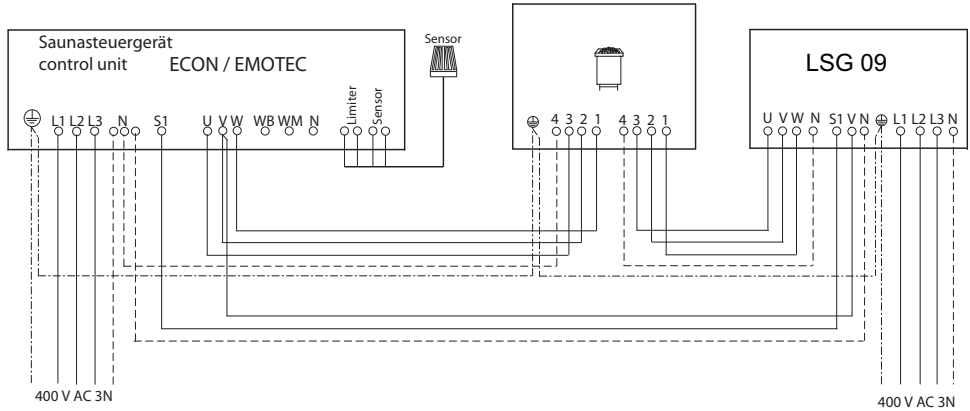 Saunasteuergerät
control unit ECON / EMOTEC
L1 L2 L3 N S1 U V W WB WM N
Limiter
Sensor
Sensor
4 3 2 1 4 3 2 1
LSG 09
U V W N S1 V N L1 L2 L3 N
400 V AC 3N
400 V AC 3N